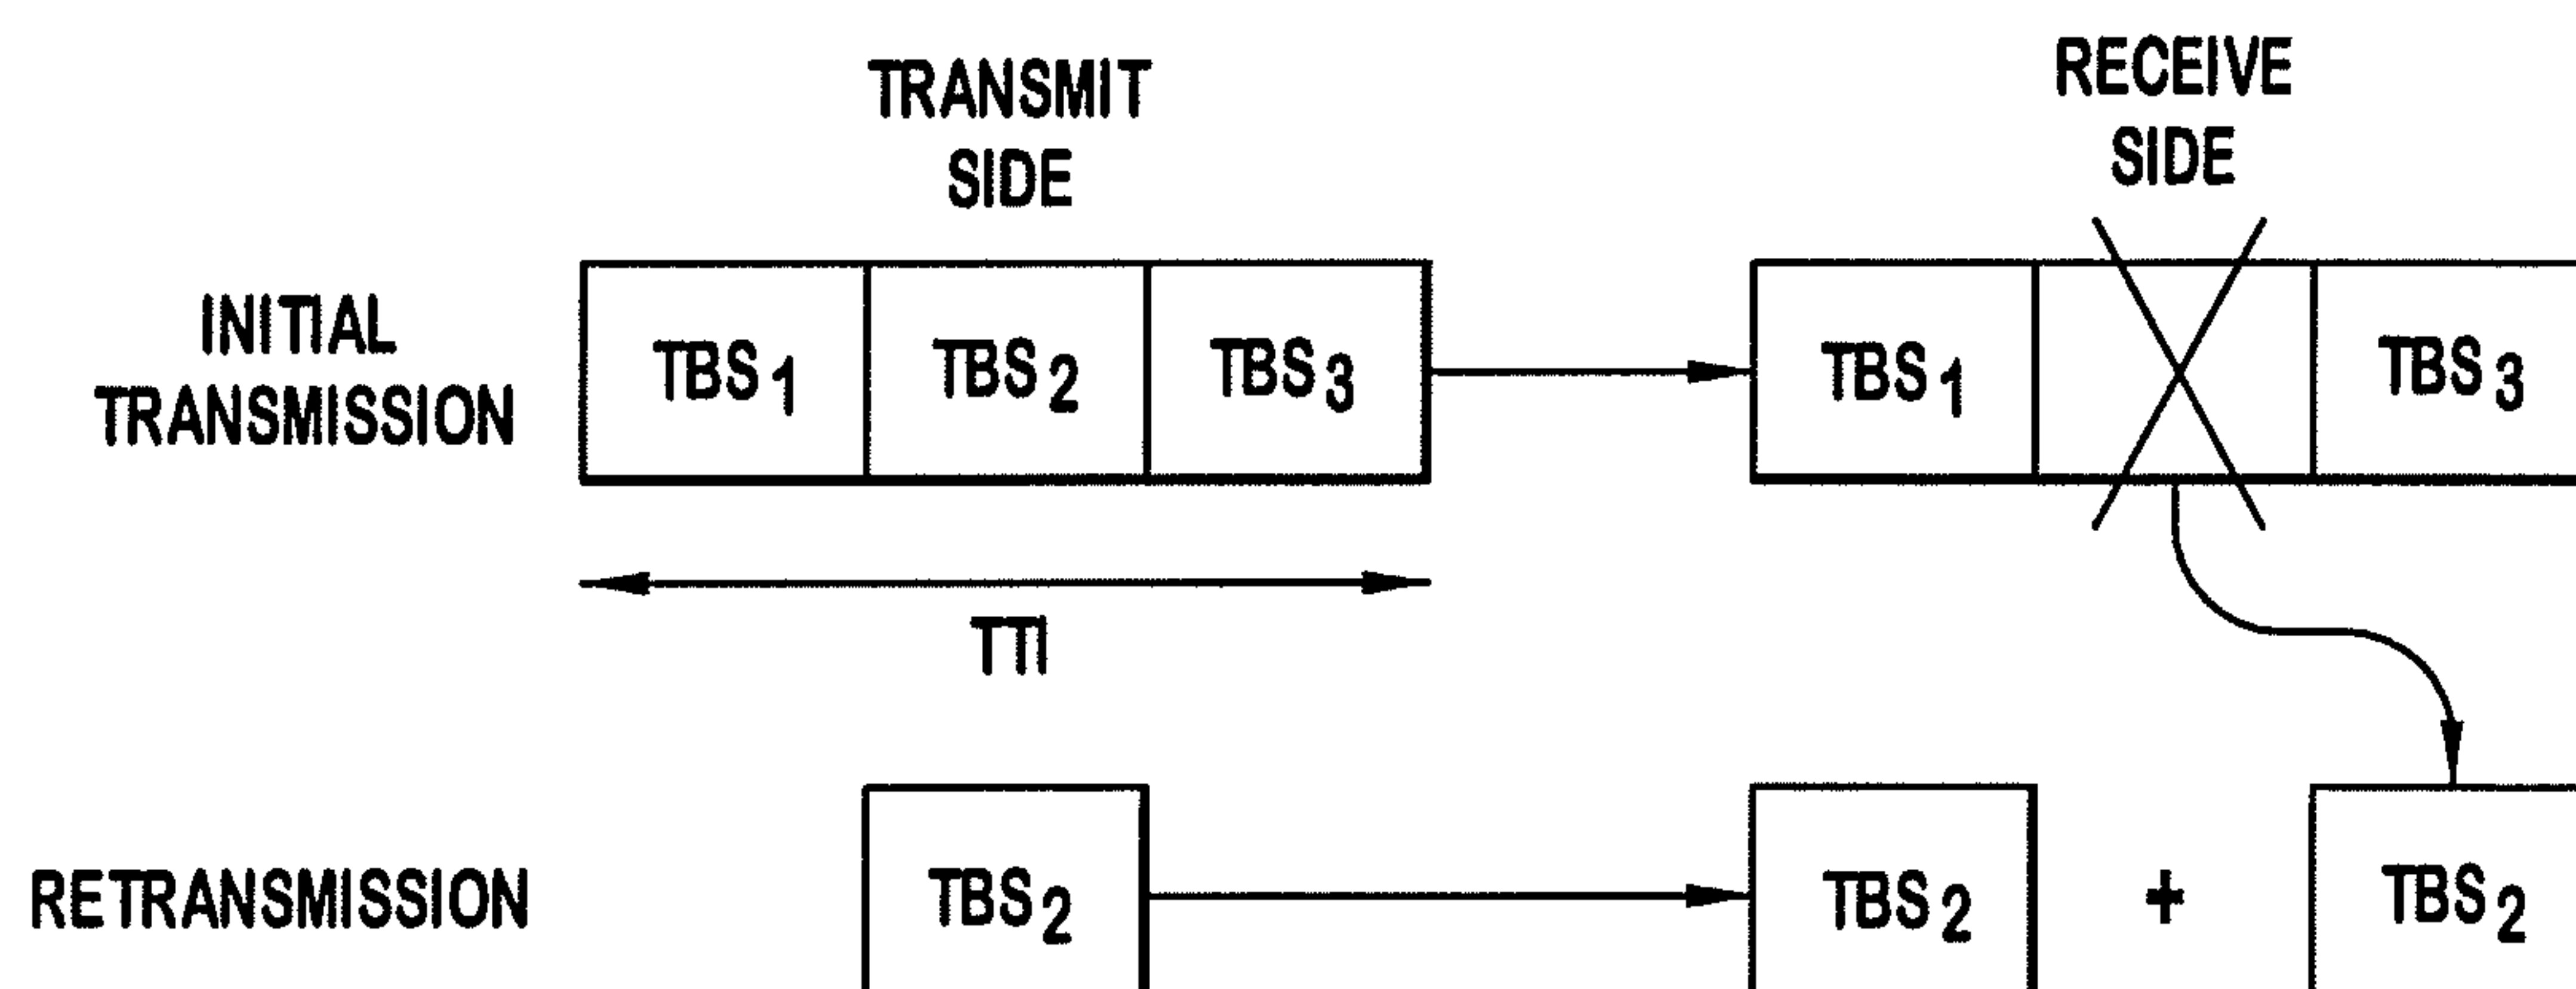 TRANSMIT
SIDE
RECEIVE
SIDE
INITIAL
TRANSMISSION
TBS₁ TBS₂ TBS₃
TBS₁ TBS₃
TTI
RETRANSMISSION
TBS₂
TBS₂ + TBS₂